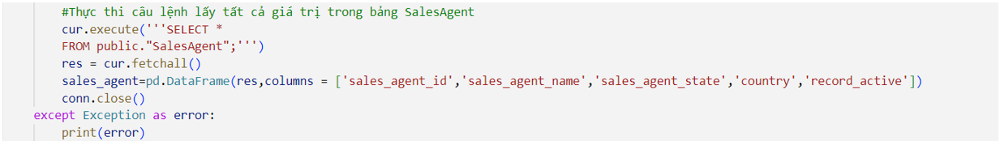 #Thực thi câu lệnh lấy tất cả giá trị trong bảng SalesAgent
cur.execute('''SELECT *
FROM public."SalesAgent";''')
res = cur.fetchall()
sales_agent=pd.DataFrame(res,columns = ['sales_agent_id','sales_agent_name','sales_agent_state','country','record_active'])
conn.close()
except Exception as error:
print(error)